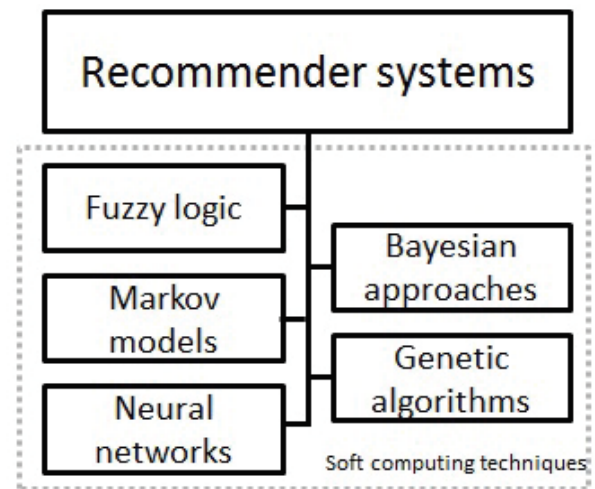 Recommender systems
Fuzzy logic
Markov
models
Neural
networks
Bayesian
approaches
Genetic
algorithms
Soft computing techniques